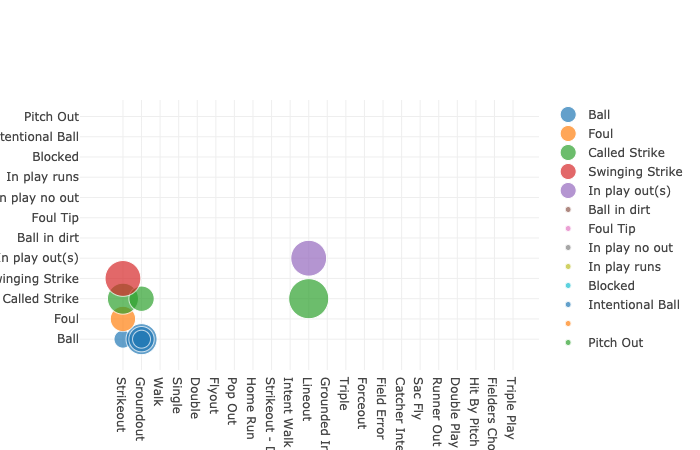 Pitch Out
tentional Ball
Blocked
In play runs
n play no out
Foul Tip
Ball in dirt
n play out(s)
winging Strike
Called Strike
Foul
Ball
Strikeout
Groundout
Walk
Single
Double
Flyout
Pop Out
Home Run
Strikeout - D
Intent Walk
Lineout
Grounded In
Triple
Forceout
Field Error
Catcher Inte
Sac Fly
Runner Out
Double Play
Hit By Pitch
Fielders Cho
Triple Play
Ball
Foul
Called Strike
Swinging Strike
In play out(s)
Ball in dirt
Foul Tip
In play no out
In play runs
Blocked
Intentional Ball
Pitch Out